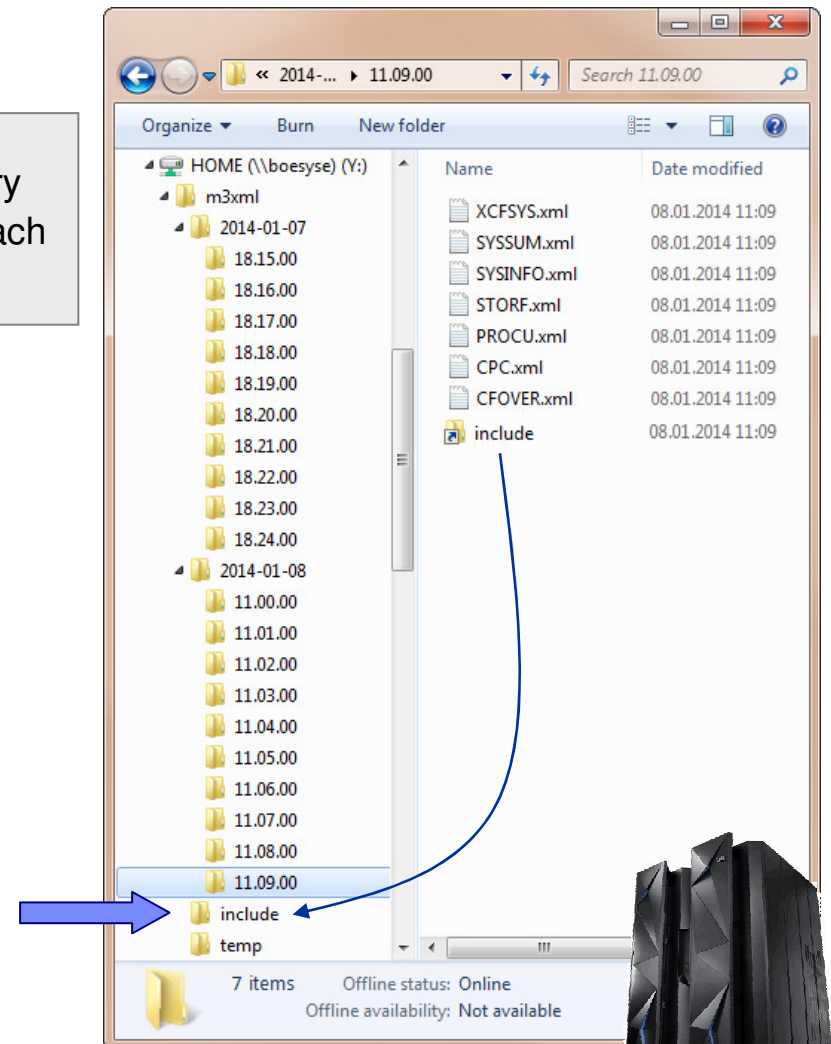 ry
ach
« 2014-... ▸ 11.09.00
Search 11.09.00
Organize ▾ Burn New folder
HOME (\\boesyse) (Y:)
m3xml
2014-01-07
18.15.00
18.16.00
18.17.00
18.18.00
18.19.00
18.20.00
18.21.00
18.22.00
18.23.00
18.24.00
2014-01-08
11.00.00
11.01.00
11.02.00
11.03.00
11.04.00
11.05.00
11.06.00
11.07.00
11.08.00
11.09.00
include
temp
Name Date modified
XCFSYS.xml 08.01.2014 11:09
SYSSUM.xml 08.01.2014 11:09
SYSINFO.xml 08.01.2014 11:09
STORF.xml 08.01.2014 11:09
PROCU.xml 08.01.2014 11:09
CPC.xml 08.01.2014 11:09
CFOVER.xml 08.01.2014 11:09
include 08.01.2014 11:09
7 items Offline status: Online
Offline availability: Not available